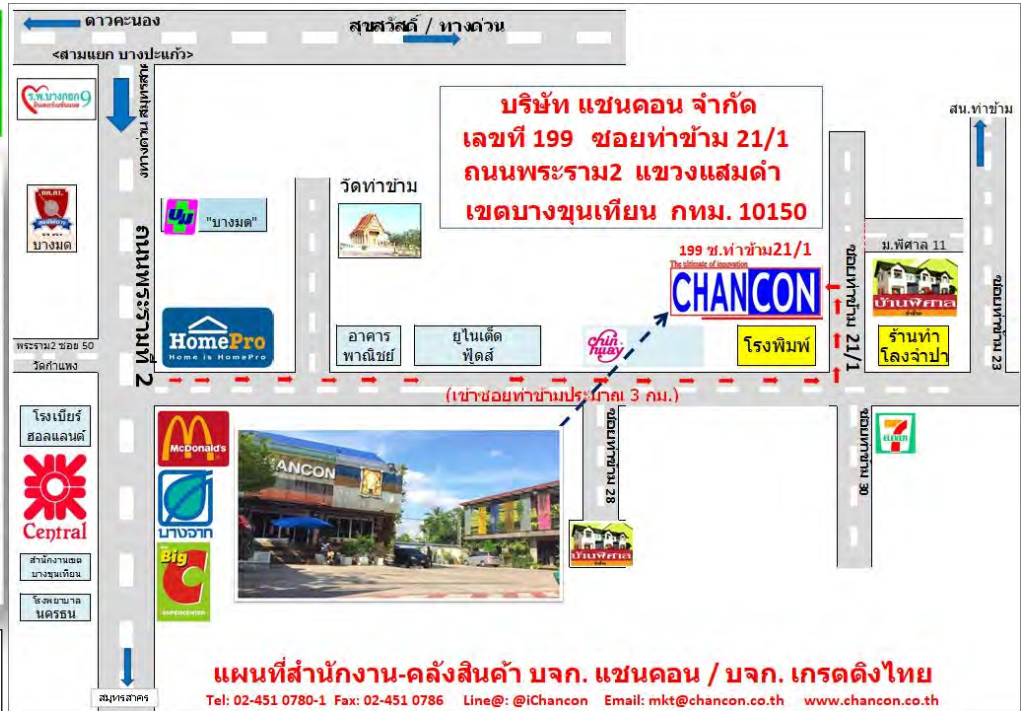 ดาวคะนอง
สุขสวัสดิ์ / ทางด่วน
<สามแยก บางปะแก้ว>
ร.พ.บางกอก 9
อินเตอร์เนชั่นแนล
บริษัท แชนคอน จำกัด
เลขที่ 199 ซอยท่าข้าม 21/1
ถนนพระราม2 แขวงแสมดำ
เขตบางขุนเทียน กทม. 10150
สน.ท่าข้าม
บางมด
"บางมด"
วัดท่าข้าม
ถนนพระรามที่ 2
199 ซ.ท่าข้าม21/1
The ultimate of innovation
CHANCON
ซอยท่าข้าม 21/1
ม.พิศาล 11
บ้านพิศาล
ซอยท่าข้าม 23
HomePro
Home is HomePro
อาคาร
พาณิชย์
ยูไนเต็ด
ฟู้ดส์
chin
huay
โรงพิมพ์
ร้านทำ
โลงจำปา
พระราม2 ซอย 50
วัดกำแพง
(เข้าซอยท่าข้ามประมาณ 3 กม.)
โรงเบียร์
ฮอลแลนด์
McDonald's
CHANCON
ซอยท่าข้าม 28
ซอยท่าข้าม 30
7
ELEVEN
Central
บางจาก
บ้านพิศาล
สำนักงานเขต
บางขุนเทียน
Big
C
SUPERCENTER
โรงพยาบาล
นครธน
สมุทรสาคร
แผนที่สำนักงาน-คลังสินค้า บจก. แชนคอน / บจก. เกรตดิงไทย
Tel: 02-451 0780-1 Fax: 02-451 0786 Line@: @iChancon Email: mkt@chancon.co.th www.chancon.co.th